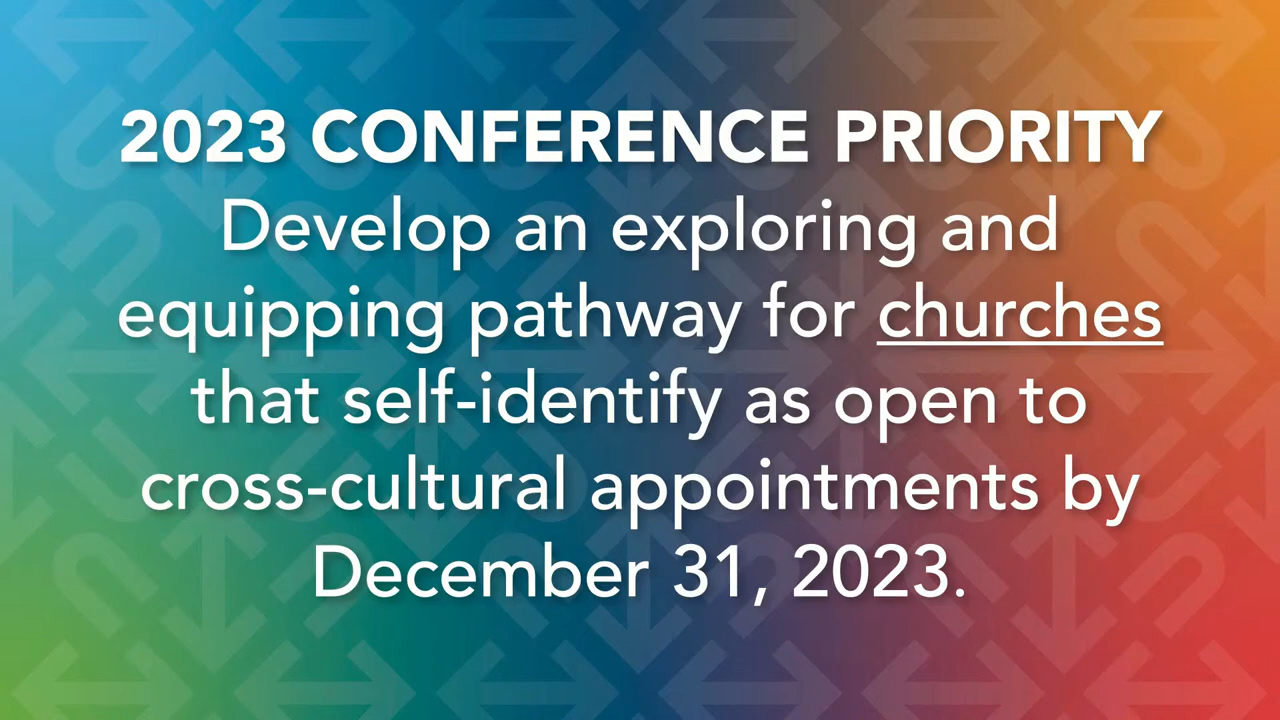 2023 CONFERENCE PRIORITY
Develop an exploring and
equipping pathway for churches
that self-identify as open to
cross-cultural appointments by
December 31, 2023.